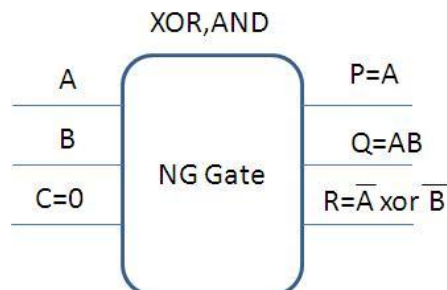 XOR,AND
A
P=A
B
Q=AB
NG Gate
C=0
R=A̅ xor B̅